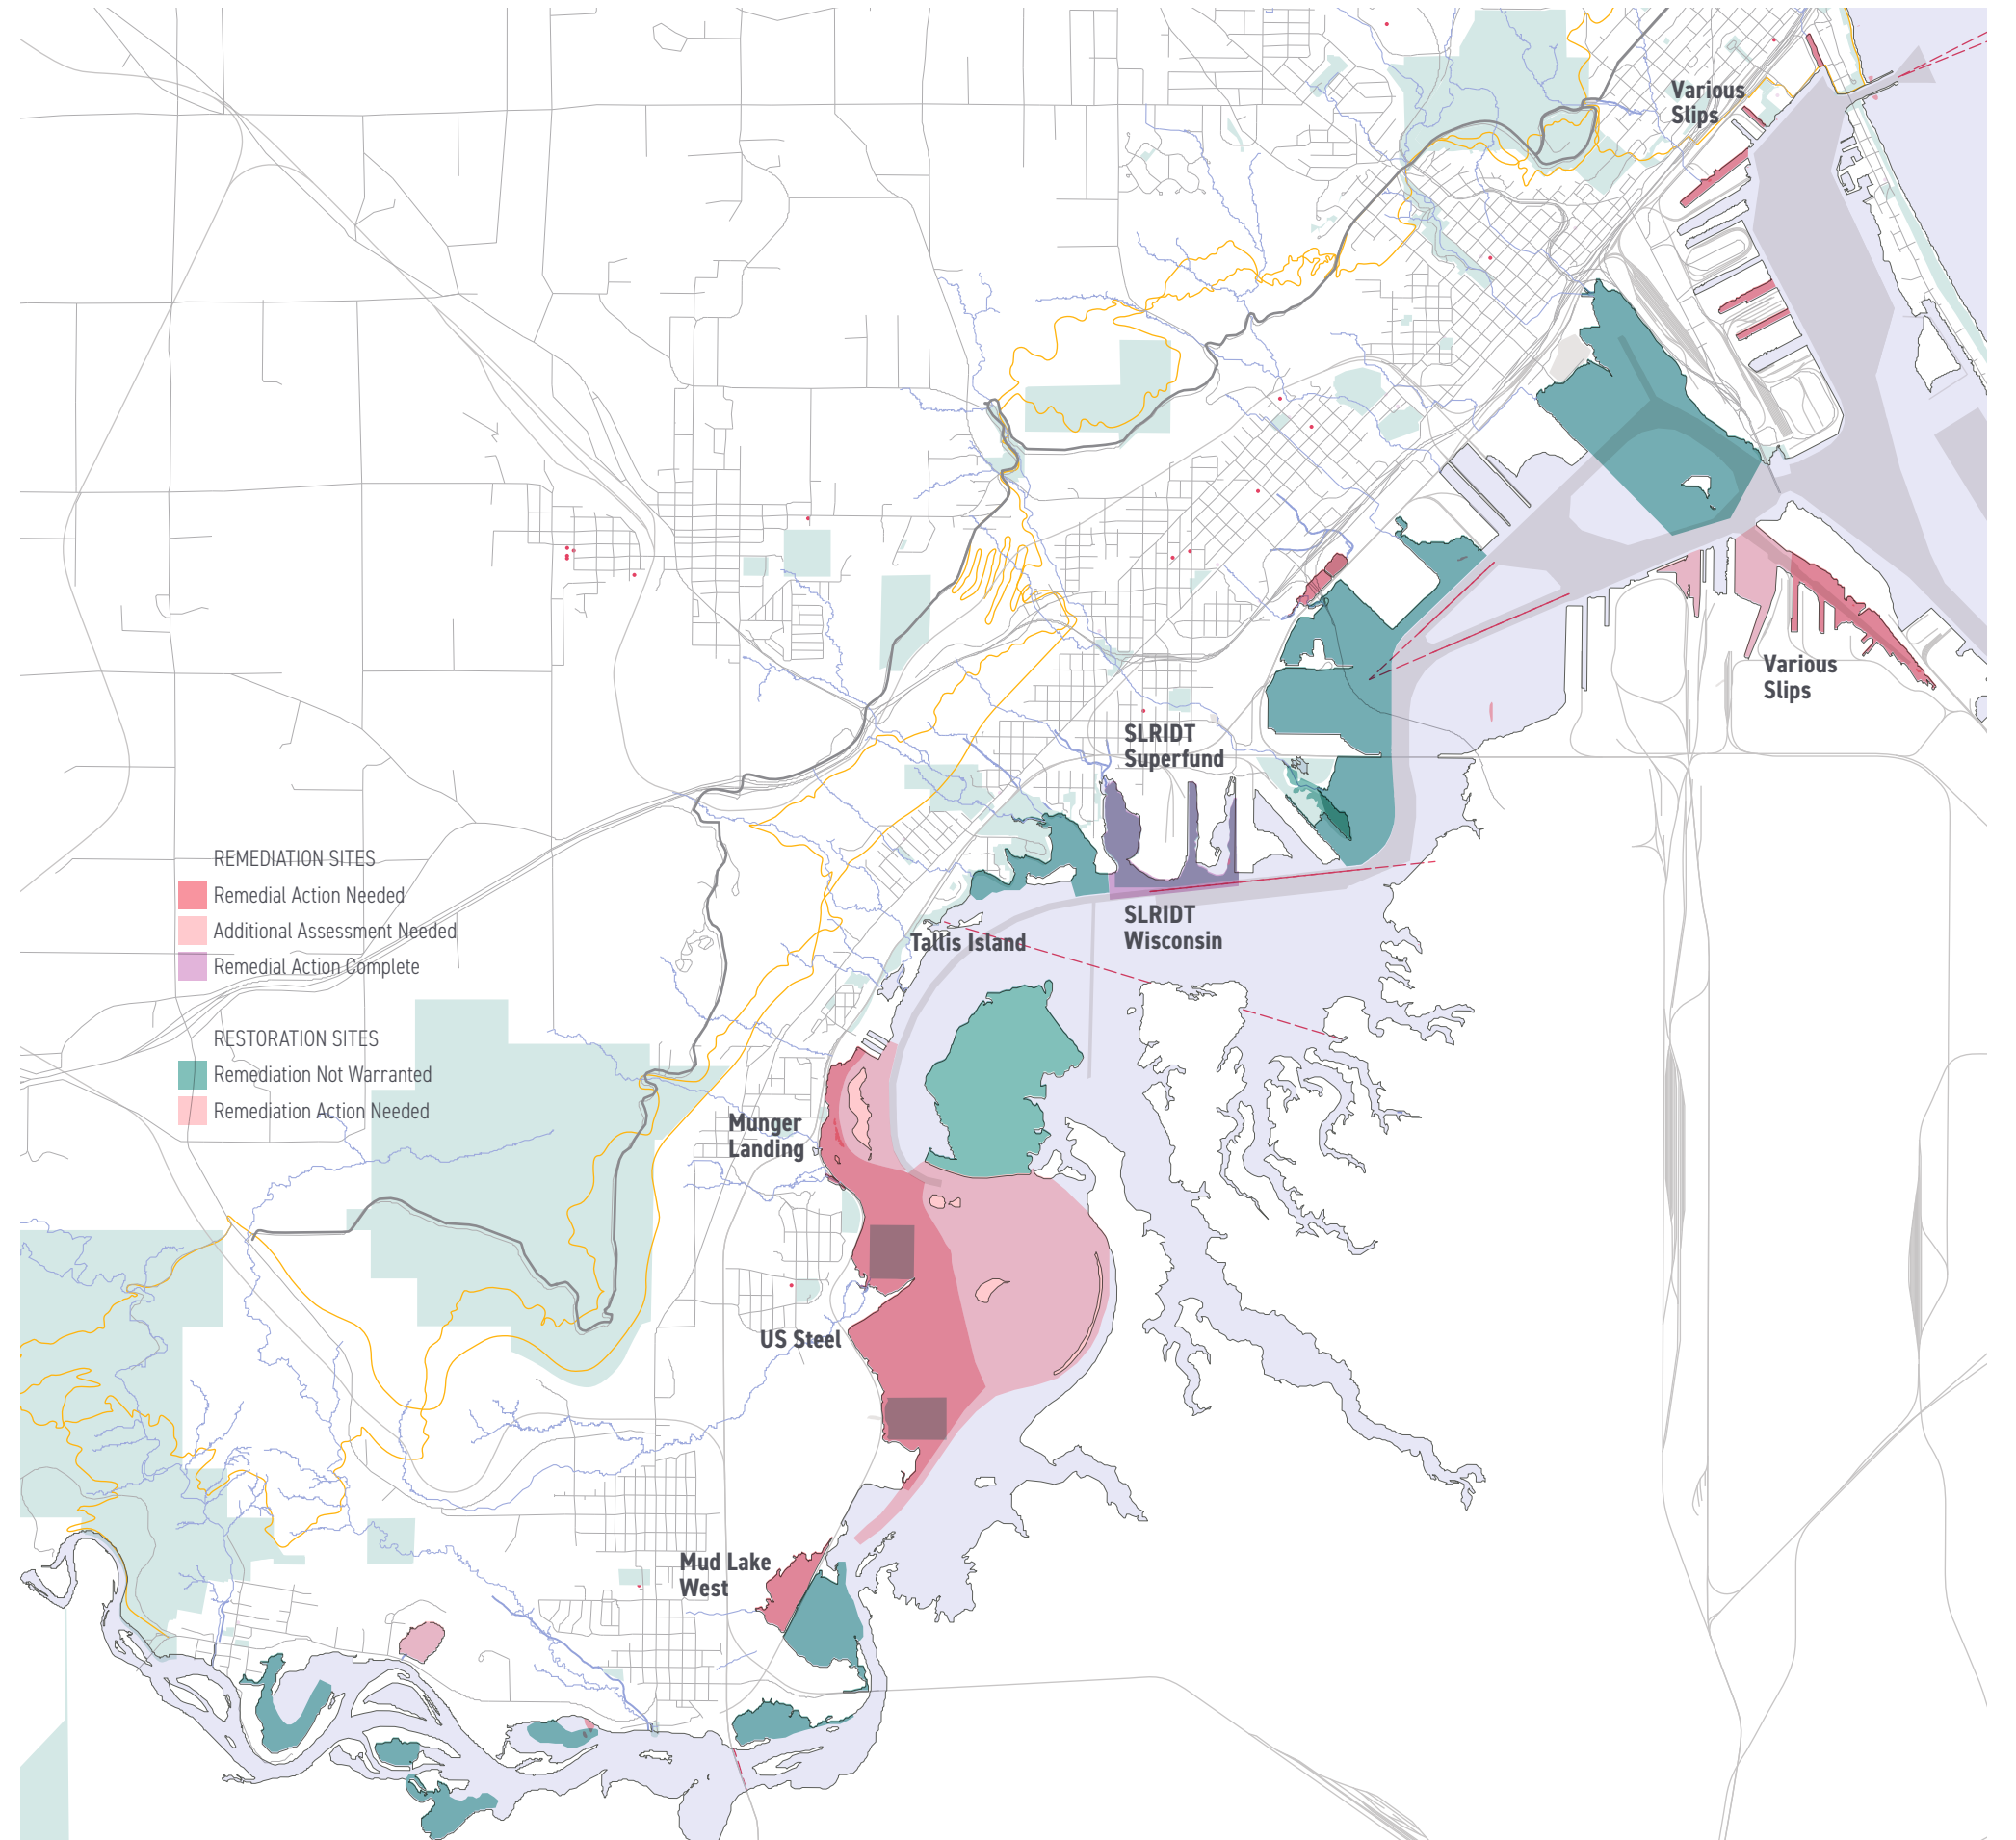 Various
Slips
Various
Slips
SLRIDT
Superfund
SLRIDT
Wisconsin
Tallis Island
REMEDIATION SITES
Remedial Action Needed
Additional Assessment Needed
Remedial Action Complete
RESTORATION SITES
Remediation Not Warranted
Remediation Action Needed
Munger
Landing
US Steel
Mud Lake
West